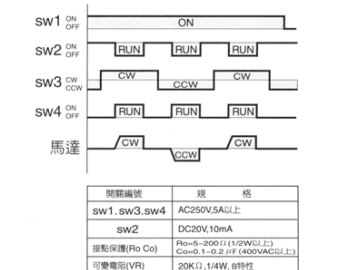 sw1 ON OFF ON
sw2 ON OFF RUN RUN RUN
sw3 CW CCW CW CCW CW
sw4 ON OFF RUN RUN RUN
馬達 CW CCW CW
開關編號 規 格
sw1.sw3.sw4 AC250V,5A以上
sw2 DC20V,10mA
接點保護(Ro Co) Ro=5~200Ω(1/2W以上)
Co=0.1~0.2μF(400VAC以上)
可變電阻(VR) 20KΩ,1/4W, B特性